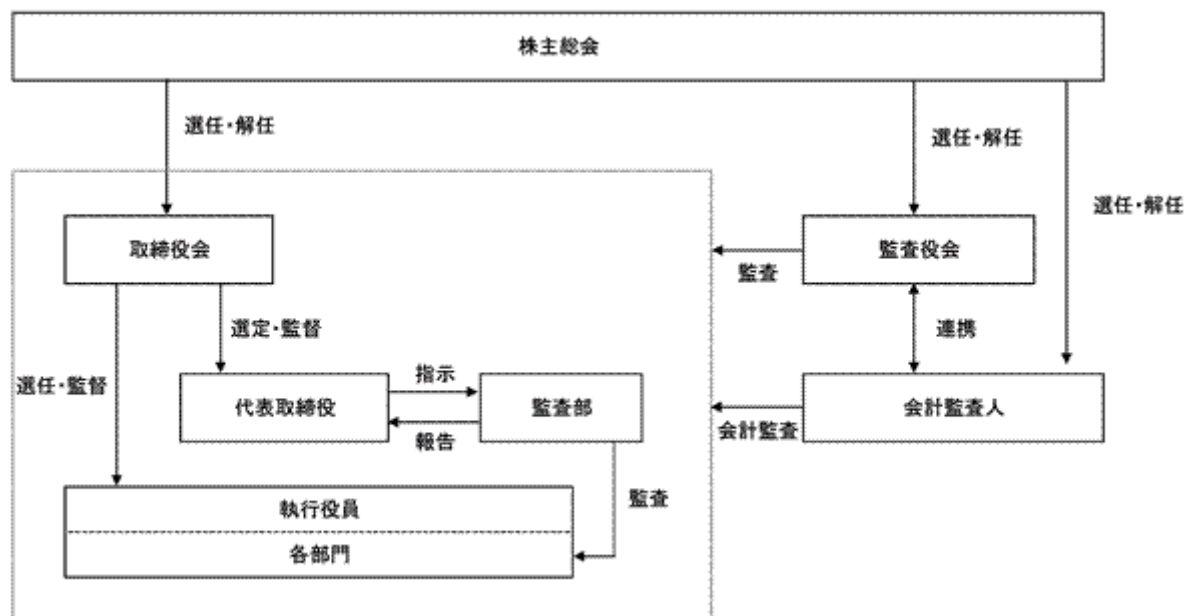 株主総会
選任・解任
選任・解任
選任・解任
取締役会
監査役会
監査
選定・監督
連携
選任・監督
指示
代表取締役
監査部
会計監査人
報告
会計監査
監査
執行役員
各部門